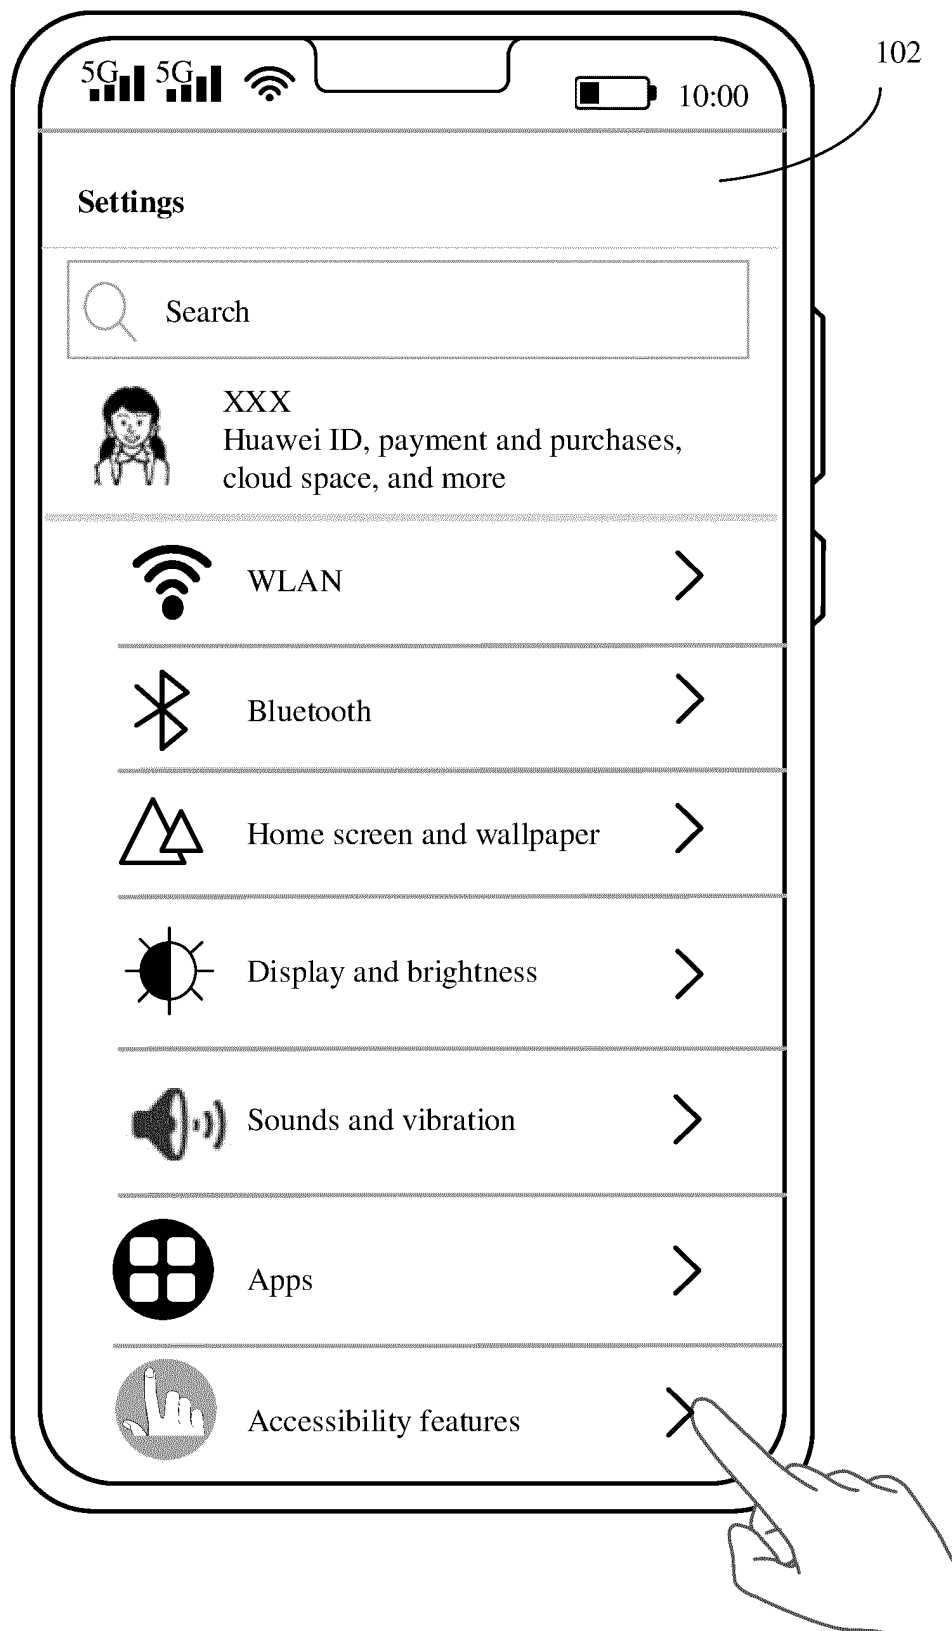 102
5G 5G 10:00
Settings
Search
XXX
Huawei ID, payment and purchases,
cloud space, and more
WLAN
Bluetooth
Home screen and wallpaper
Display and brightness
Sounds and vibration
Apps
Accessibility features